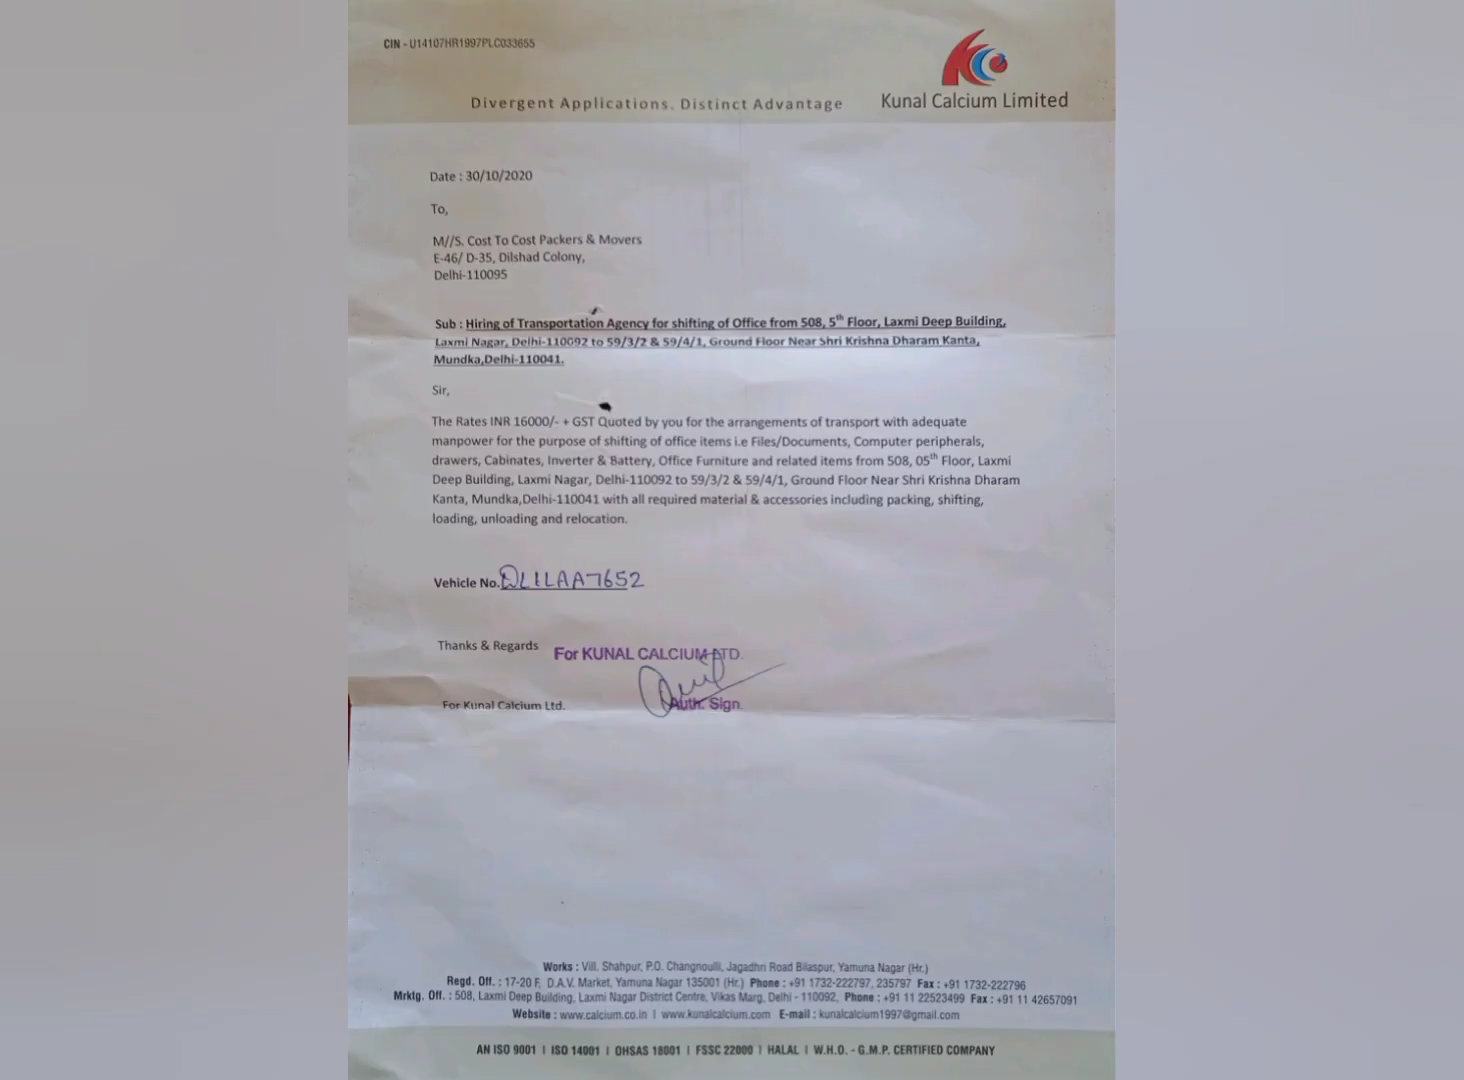 CIN - U14107HR1997PLC033655
Divergent Applications. Distinct Advantage
Kunal Calcium Limited
Date : 30/10/2020
To,
M//S. Cost To Cost Packers & Movers
E-46/ D-35, Dilshad Colony,
Delhi-110095
Sub : Hiring of Transportation Agency for shifting of Office from 508, 5th Floor, Laxmi Deep Building,
Laxmi Nagar, Delhi-110092 to 59/3/2 & 59/4/1, Ground Floor Near Shri Krishna Dharam Kanta,
Mundka,Delhi-110041.
Sir,
The Rates INR 16000/- + GST Quoted by you for the arrangements of transport with adequate
manpower for the purpose of shifting of office items i.e Files/Documents, Computer peripherals,
drawers, Cabinates, Inverter & Battery, Office Furniture and related items from 508, 05th Floor, Laxmi
Deep Building, Laxmi Nagar, Delhi-110092 to 59/3/2 & 59/4/1, Ground Floor Near Shri Krishna Dharam
Kanta, Mundka,Delhi-110041 with all required material & accessories including packing, shifting,
loading, unloading and relocation.
Vehicle No. DL1LAA7652
Thanks & Regards
For KUNAL CALCIUM LTD.
Auth. Sign.
For Kunal Calcium Ltd.
Works : Vill. Shahpur, P.O. Changnoulli, Jagadhri Road Bilaspur, Yamuna Nagar (Hr.)
Regd. Off. : 17-20 F, D.A.V. Market, Yamuna Nagar 135001 (Hr.) Phone : +91 1732-222797, 235797 Fax : +91 1732-222796
Mrktg. Off. : 508, Laxmi Deep Building, Laxmi Nagar District Centre, Vikas Marg, Delhi - 110092, Phone : +91 11 22523499 Fax : +91 11 42657091
Website : www.calcium.co.in | www.kunalcalcium.com E-mail : kunalcalcium1997@gmail.com
AN ISO 9001 | ISO 14001 | OHSAS 18001 | FSSC 22000 | HALAL | W.H.O. - G.M.P. CERTIFIED COMPANY